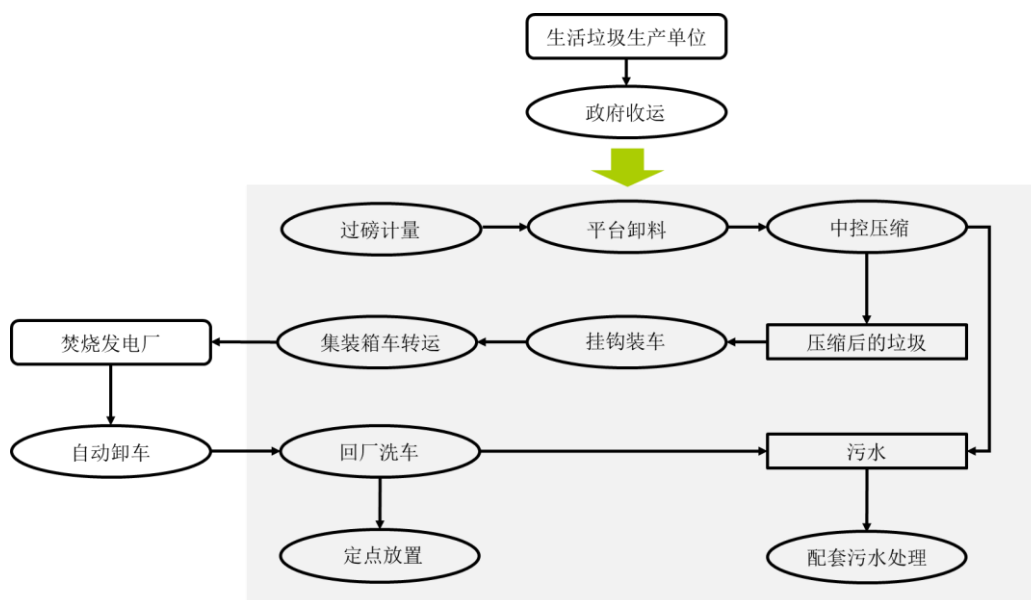 生活垃圾生产单位
政府收运
过磅计量
平台卸料
中控压缩
焚烧发电厂
集装箱车转运
挂钩装车
压缩后的垃圾
自动卸车
回厂洗车
污水
定点放置
配套污水处理